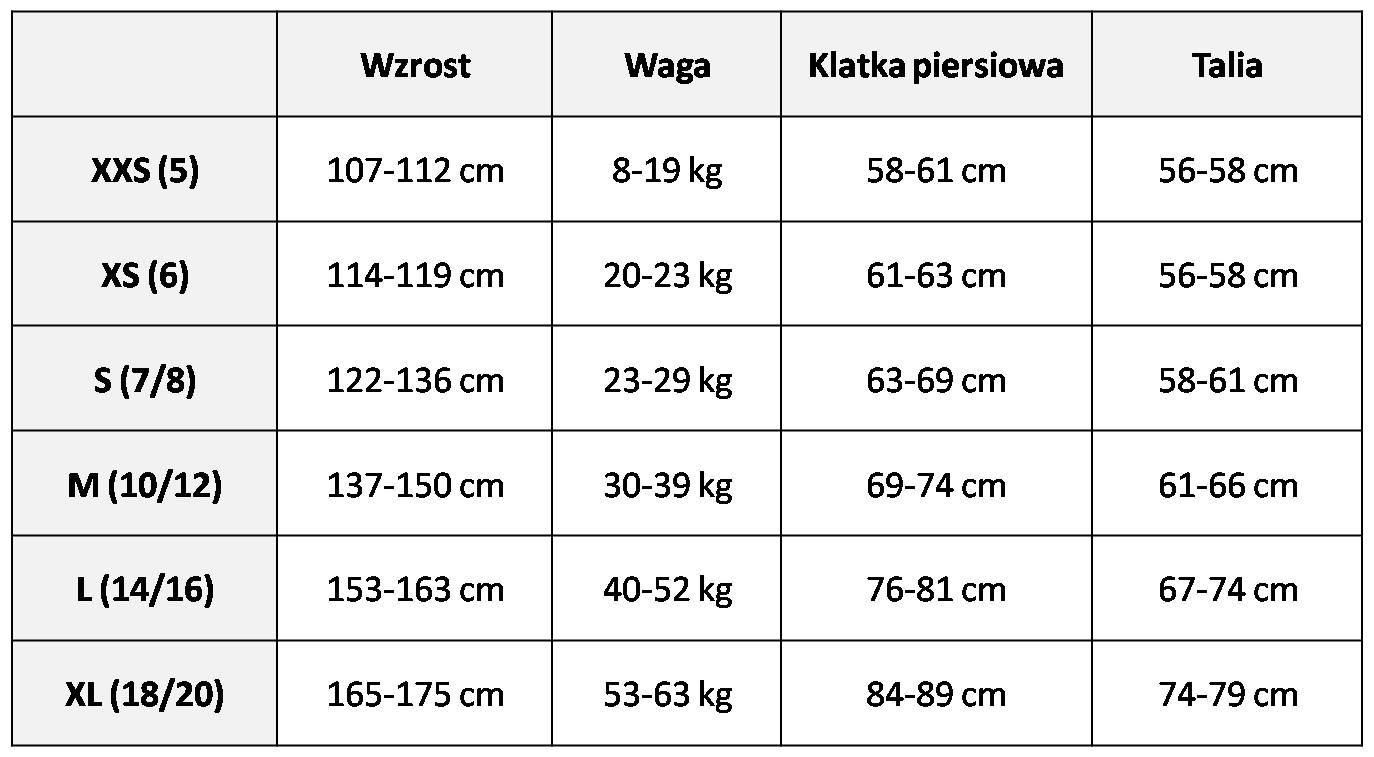 Wzrost Waga Klatka piersiowa Talia
XXS (5) 107-112 cm 8-19 kg 58-61 cm 56-58 cm
XS (6) 114-119 cm 20-23 kg 61-63 cm 56-58 cm
S (7/8) 122-136 cm 23-29 kg 63-69 cm 58-61 cm
M (10/12) 137-150 cm 30-39 kg 69-74 cm 61-66 cm
L (14/16) 153-163 cm 40-52 kg 76-81 cm 67-74 cm
XL (18/20) 165-175 cm 53-63 kg 84-89 cm 74-79 cm